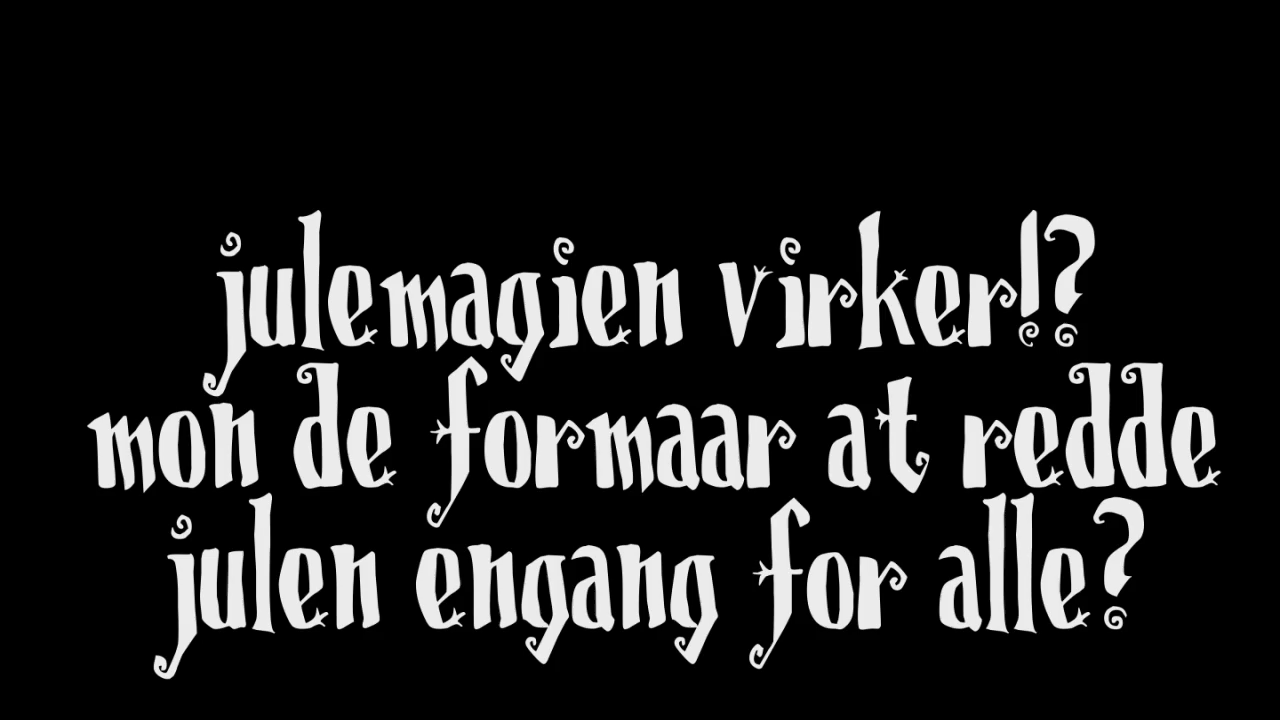 julemagien virker!?
mon de formaar at redde
julen engang for alle?